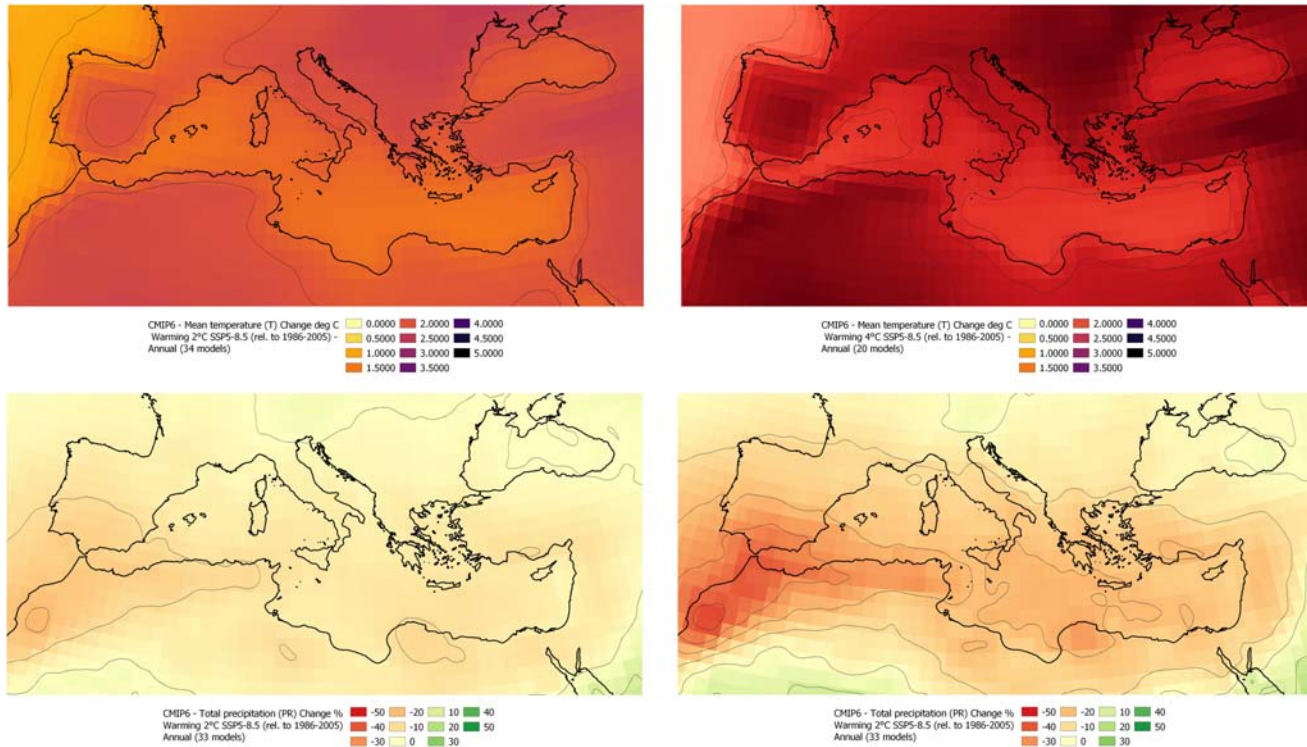 CMIP6 - Mean temperature (T) Change deg C
Warming 2°C SSP5-8.5 (rel. to 1986-2005) -
Annual (34 models)
0.0000 2.0000 4.0000
0.5000 2.5000 4.5000
1.0000 3.0000 5.0000
1.5000 3.5000
CMIP6 - Mean temperature (T) Change deg C
Warming 4°C SSP5-8.5 (rel. to 1986-2005) -
Annual (20 models)
0.0000 2.0000 4.0000
0.5000 2.5000 4.5000
1.0000 3.0000 5.0000
1.5000 3.5000
CMIP6 - Total precipitation (PR) Change %
Warming 2°C SSP5-8.5 (rel. to 1986-2005)
Annual (33 models)
-50 -20 10 40
-40 -10 20 50
-30 0 30
CMIP6 - Total precipitation (PR) Change %
Warming 2°C SSP5-8.5 (rel. to 1986-2005)
Annual (33 models)
-50 -20 10 40
-40 -10 20 50
-30 0 30